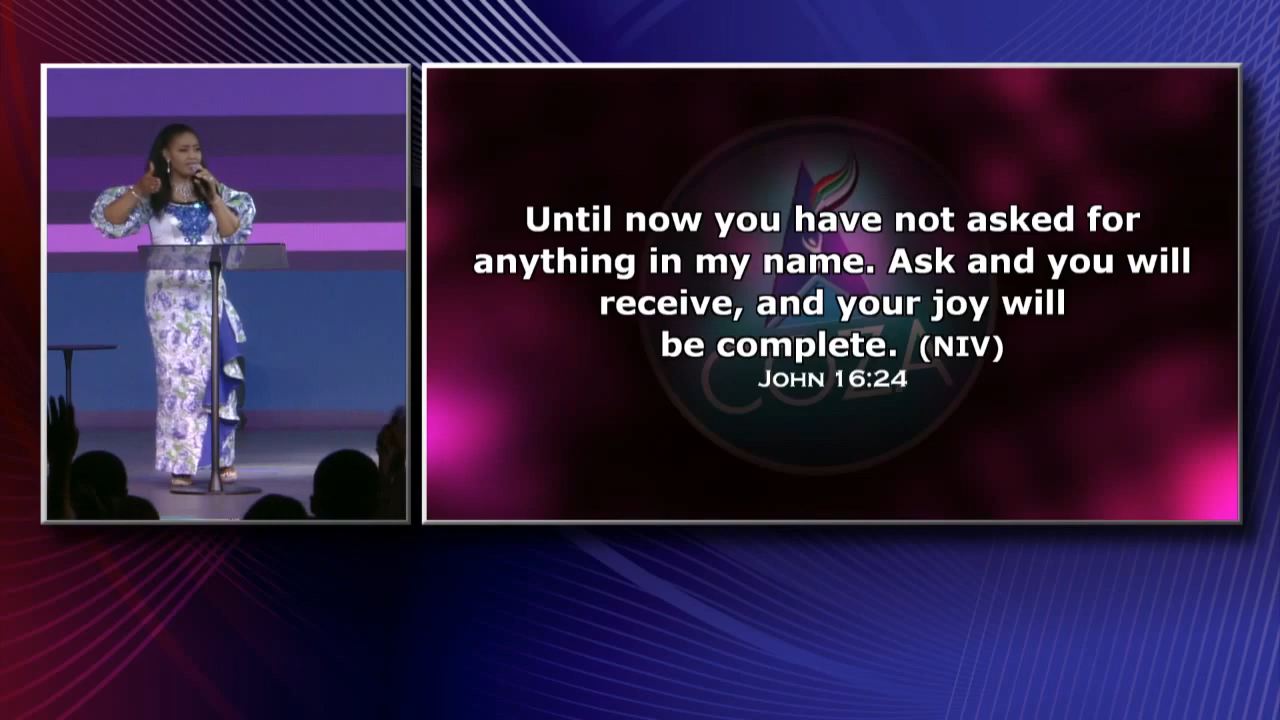 Until now you have not asked for
anything in my name. Ask and you will
receive, and your joy will
be complete. (NIV)
John 16:24
COZA